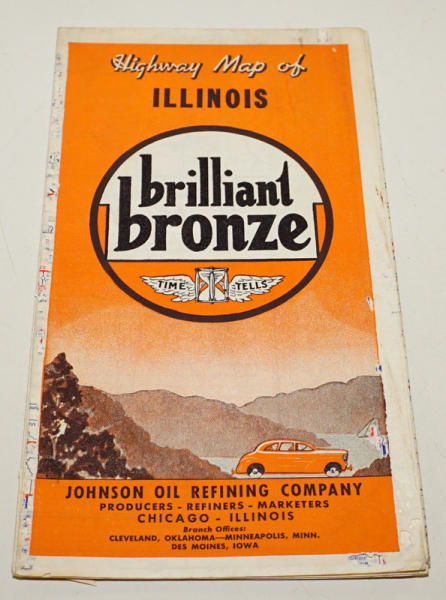 Highway Map of
ILLINOIS
brilliant
bronze
TIME TELLS
JOHNSON OIL REFINING COMPANY
PRODUCERS - REFINERS - MARKETERS
CHICAGO - ILLINOIS
Branch Offices:
CLEVELAND, OKLAHOMA—MINNEAPOLIS, MINN.
DES MOINES, IOWA